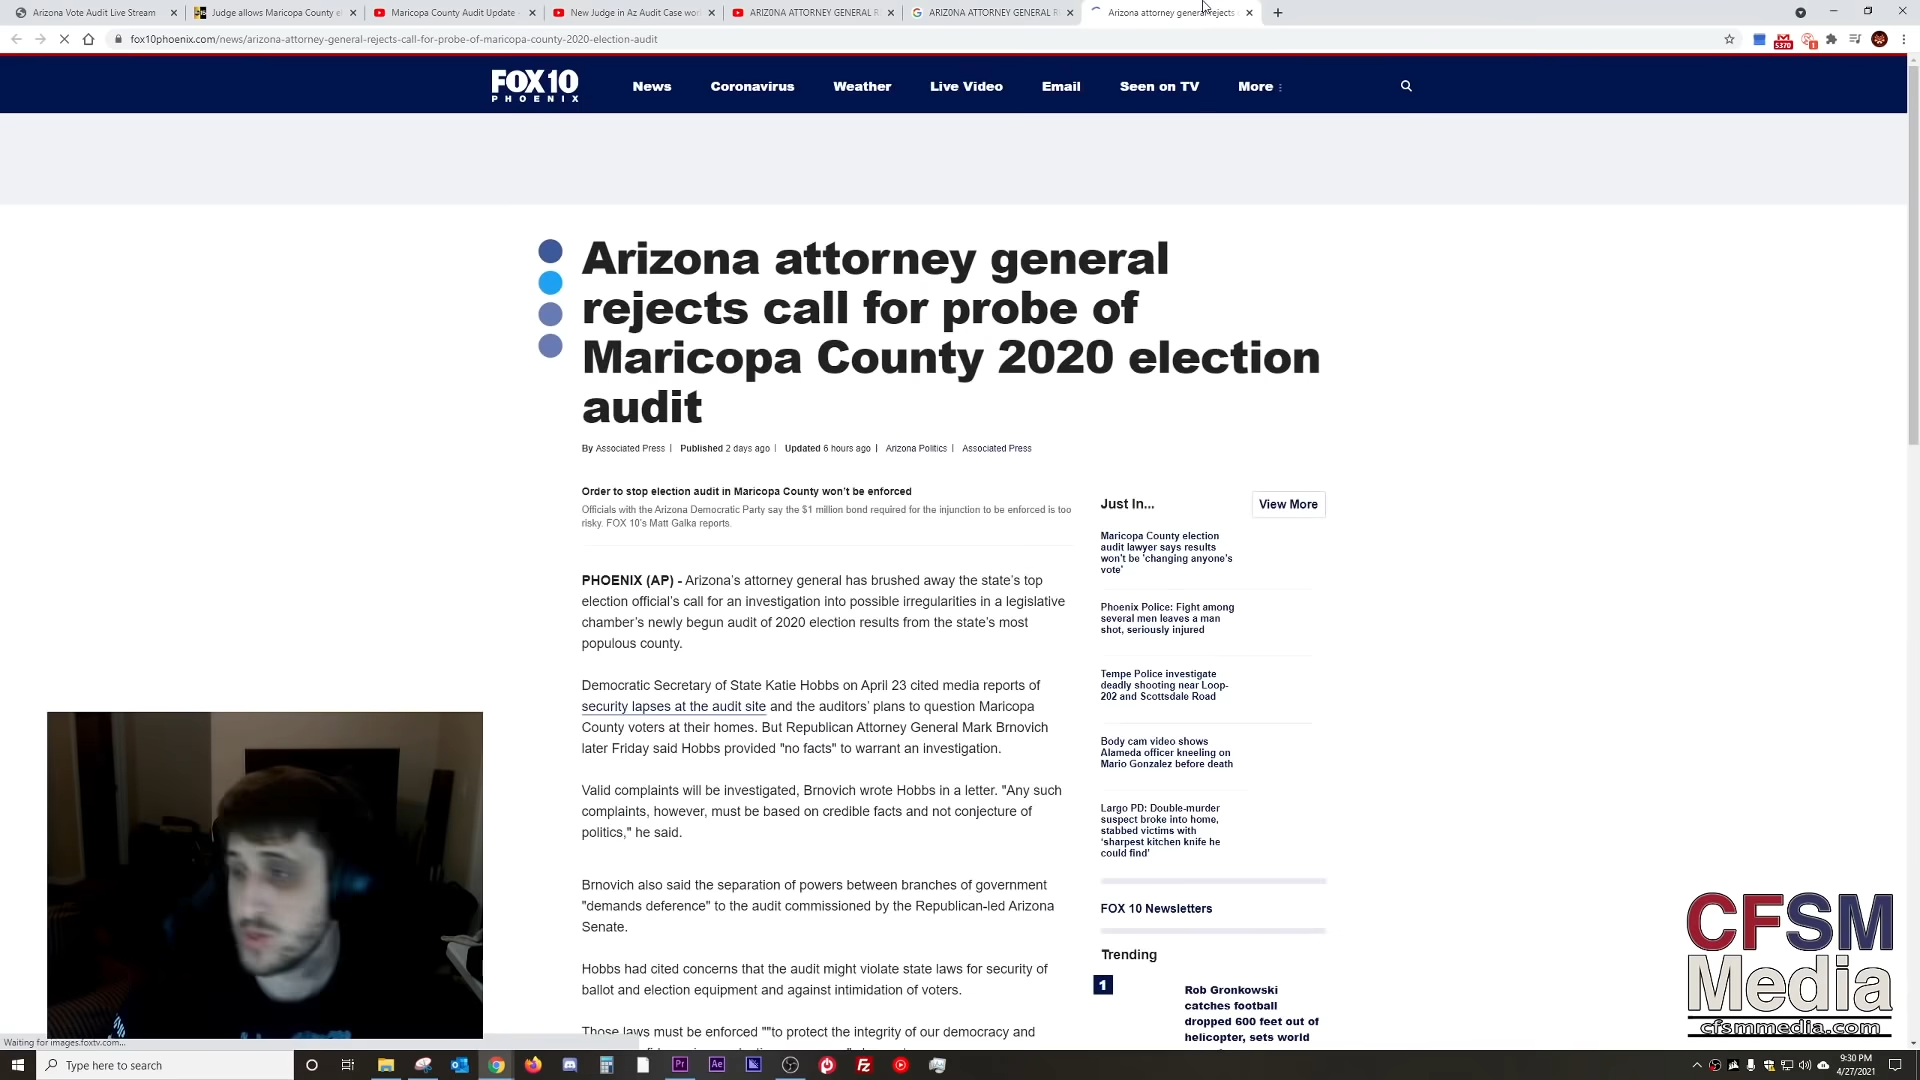 Arizona Vote Audit Live Stream
Judge allows Maricopa County el
Maricopa County Audit Update -
New Judge in Az Audit Case wo
ARIZ0NA ATTORNEY GENERAL R
ARIZ0NA ATTORNEY GENERAL R
Arizona attorney general rejects
fox10phoenix.com/news/arizona-attorney-general-rejects-call-for-probe-of-maricopa-county-2020-election-audit
5370
1
FOX 10
PHOENIX
News
Coronavirus
Weather
Live Video
Email
Seen on TV
More
Arizona attorney general
rejects call for probe of
Maricopa County 2020 election
audit
By Associated Press | Published 2 days ago | Updated 6 hours ago | Arizona Politics | Associated Press
Order to stop election audit in Maricopa County won't be enforced
Officials with the Arizona Democratic Party say the $1 million bond required for the injunction to be enforced is too
risky. FOX 10's Matt Galka reports.
PHOENIX (AP) - Arizona's attorney general has brushed away the state's top
election official's call for an investigation into possible irregularities in a legislative
chamber's newly begun audit of 2020 election results from the state's most
populous county.
Democratic Secretary of State Katie Hobbs on April 23 cited media reports of
security lapses at the audit site and the auditors' plans to question Maricopa
County voters at their homes. But Republican Attorney General Mark Brnovich
later Friday said Hobbs provided "no facts" to warrant an investigation.
Valid complaints will be investigated, Brnovich wrote Hobbs in a letter. "Any such
complaints, however, must be based on credible facts and not conjecture of
politics," he said.
Brnovich also said the separation of powers between branches of government
"demands deference" to the audit commissioned by the Republican-led Arizona
Senate.
Hobbs had cited concerns that the audit might violate state laws for security of
ballot and election equipment and against intimidation of voters.
Those laws must be enforced ""to protect the integrity of our democracy and
Just In...
View More
Maricopa County election
audit lawyer says results
won't be 'changing anyone's
vote'
Phoenix Police: Fight among
several men leaves a man
shot, seriously injured
Tempe Police investigate
deadly shooting near Loop-
202 and Scottsdale Road
Body cam video shows
Alameda officer kneeling on
Mario Gonzalez before death
Largo PD: Double-murder
suspect broke into home,
stabbed victims with
'sharpest kitchen knife he
could find'
FOX 10 Newsletters
Trending
1
Rob Gronkowski
catches football
dropped 600 feet out of
helicopter, sets world
CFSM
Media
cfsmmedia.com
Waiting for images.foxtv.com...
Type here to search
Pr
Ae
Fz
9:30 PM
4/27/2021